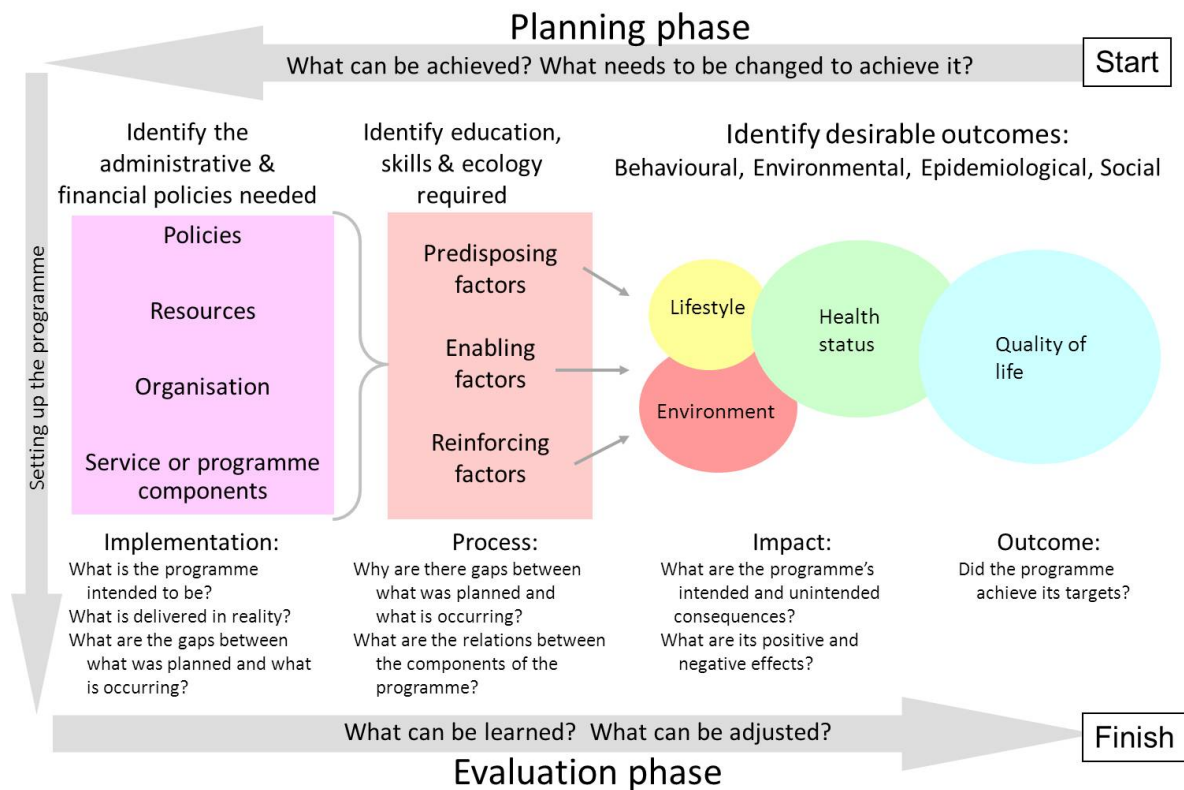 Planning phase
What can be achieved? What needs to be changed to achieve it?
Start
Setting up the programme
Identify the
administrative &
financial policies needed
Identify education,
skills & ecology
required
Identify desirable outcomes:
Behavioural, Environmental, Epidemiological, Social
Policies
Resources
Organisation
Service or programme
components
Predisposing
factors
Enabling
factors
Reinforcing
factors
Lifestyle
Environment
Health
status
Quality of
life
Implementation:
What is the programme
intended to be?
What is delivered in reality?
What are the gaps between
what was planned and what
is occurring?
Process:
Why are there gaps between
what was planned and
what is occurring?
What are the relations between
the components of the
programme?
Impact:
What are the programme’s
intended and unintended
consequences?
What are its positive and
negative effects?
Outcome:
Did the programme
achieve its targets?
What can be learned?  What can be adjusted?
Finish
Evaluation phase